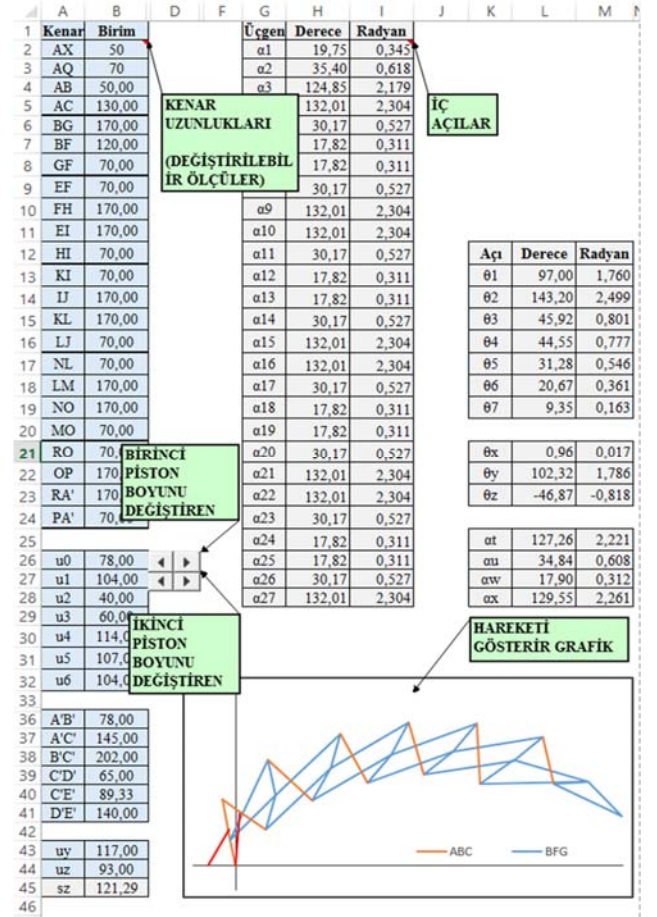 A B D F G H I J K L M
1 Kenar Birim Üçgen Derece Radyan
2 AX 50 α1 19,75 0,345
3 AQ 70 α2 35,40 0,618
4 AB 50,00 α3 124,85 2,179
5 AC 130,00 132,01 2,304
6 BG 170,00 30,17 0,527
7 BF 120,00 17,82 0,311
8 GF 70,00 17,82 0,311
9 EF 70,00 30,17 0,527
10 FH 170,00 α9 132,01 2,304
11 EI 170,00 α10 132,01 2,304
12 HI 70,00 α11 30,17 0,527 Açı Derece Radyan
13 KI 70,00 α12 17,82 0,311 θ1 97,00 1,760
14 IJ 170,00 α13 17,82 0,311 θ2 143,20 2,499
15 KL 170,00 α14 30,17 0,527 θ3 45,92 0,801
16 LJ 70,00 α15 132,01 2,304 θ4 44,55 0,777
17 NL 70,00 α16 132,01 2,304 θ5 31,28 0,546
18 LM 170,00 α17 30,17 0,527 θ6 20,67 0,361
19 NO 170,00 α18 17,82 0,311 θ7 9,35 0,163
20 MO 70,00 α19 17,82 0,311
21 RO 70, α20 30,17 0,527 θx 0,96 0,017
22 OP 170 α21 132,01 2,304 θy 102,32 1,786
23 RA' 170 α22 132,01 2,304 θz -46,87 -0,818
24 PA' 70, α23 30,17 0,527
25 α24 17,82 0,311 αt 127,26 2,221
26 u0 78,00 α25 17,82 0,311 αu 34,84 0,608
27 u1 104,00 α26 30,17 0,527 αw 17,90 0,312
28 u2 40,00 α27 132,01 2,304 αx 129,55 2,261
29 u3 60,0
30 u4 114,0
31 u5 107,0
32 u6 104,0
33
36 A'B' 78,00
37 A'C' 145,00
38 B'C' 202,00
39 C'D' 65,00
40 C'E' 89,33
41 D'E' 140,00
42
43 uy 117,00
44 uz 93,00
45 sz 121,29
46
KENAR
UZUNLUKLARI
(DEĞİŞTİRİLEBİL
İR ÖLÇÜLER)
İÇ
AÇILAR
BİRİNCİ
PİSTON
BOYUNU
DEĞİŞTİREN
İKİNCİ
PİSTON
BOYUNU
DEĞİŞTİREN
HAREKETİ
GÖSTERİR GRAFİK
ABC BFG